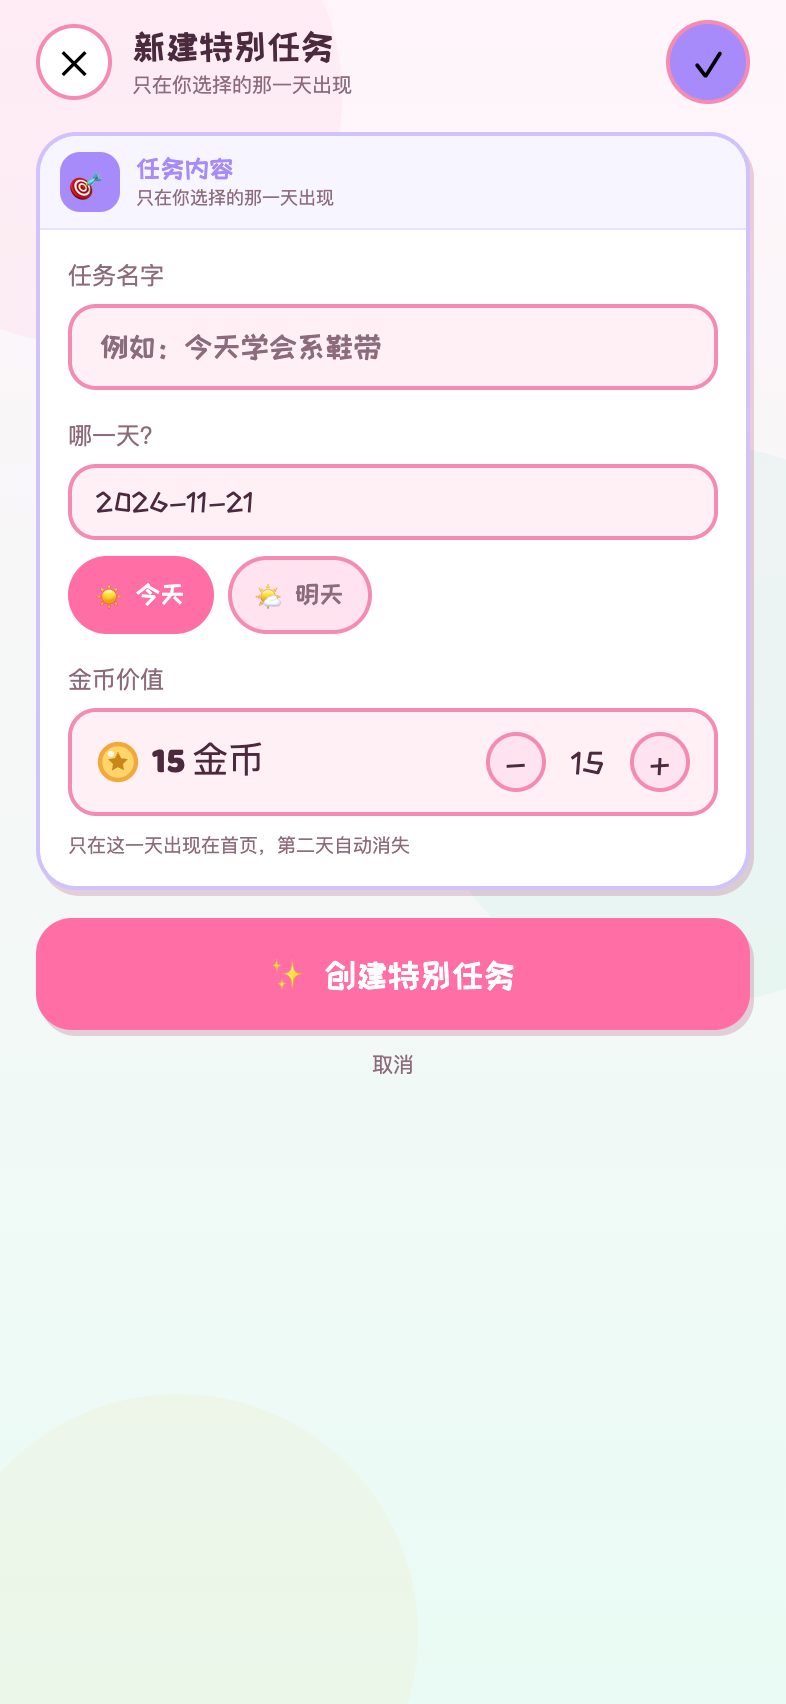 新建特别任务
只在你选择的那一天出现
任务内容
只在你选择的那一天出现
任务名字
例如：今天学会系鞋带
哪一天?
2026-11-21
今天 明天
金币价值
15 金币 − 15 +
只在这一天出现在首页，第二天自动消失
创建特别任务
取消